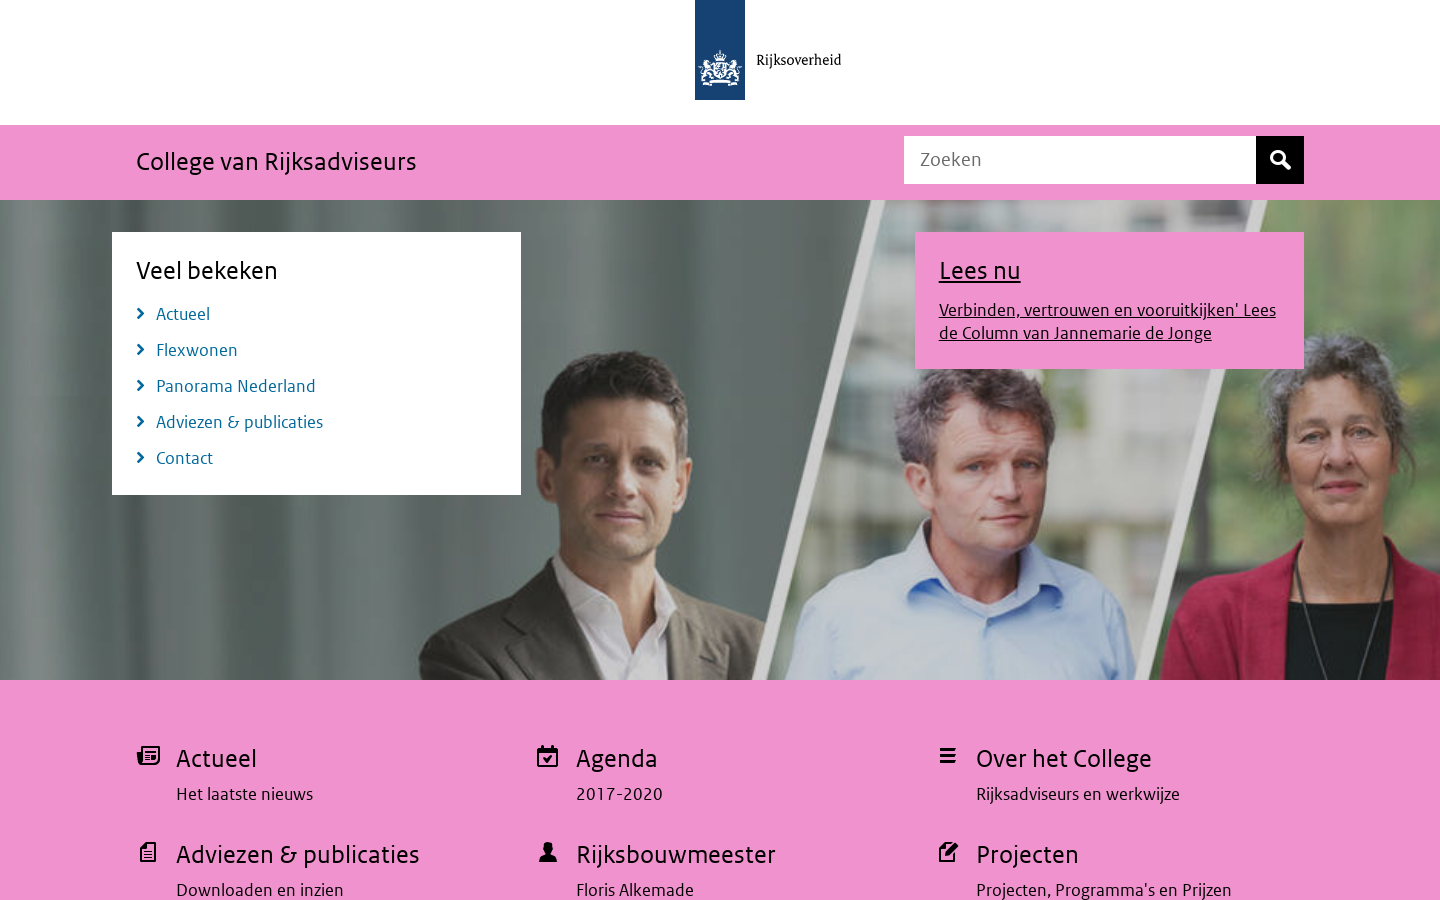 Rijksoverheid
College van Rijksadviseurs
Zoeken
Veel bekeken
Actueel
Flexwonen
Panorama Nederland
Adviezen & publicaties
Contact
Lees nu
Verbinden, vertrouwen en vooruitkijken' Lees
de Column van Jannemarie de Jonge
Actueel
Het laatste nieuws
Agenda
2017-2020
Over het College
Rijksadviseurs en werkwijze
Adviezen & publicaties
Downloaden en inzien
Rijksbouwmeester
Floris Alkemade
Projecten
Projecten, Programma's en Prijzen